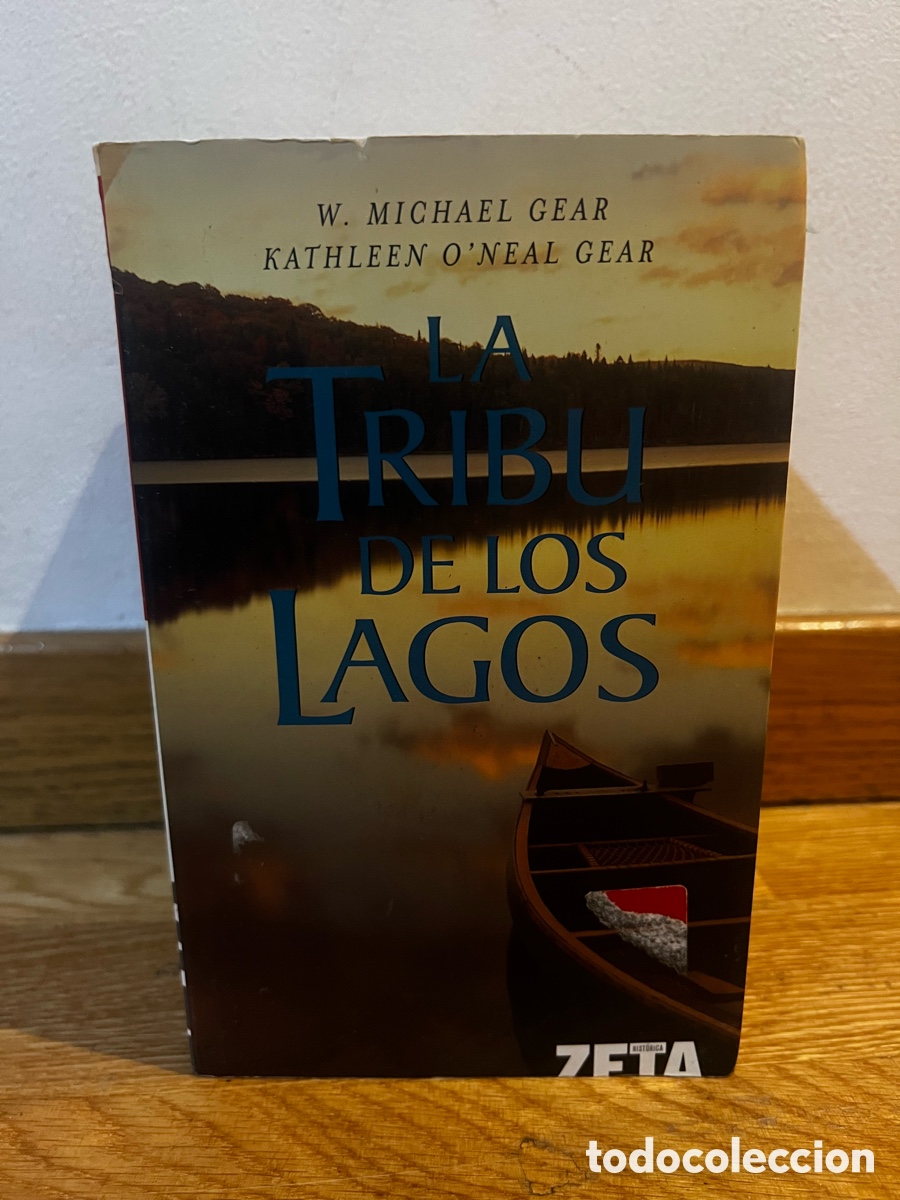 W. MICHAEL GEAR
KATHLEEN O'NEAL GEAR
LA
TRIBU
DE LOS
LAGOS
HISTÓRICA
ZETA
todocoleccion